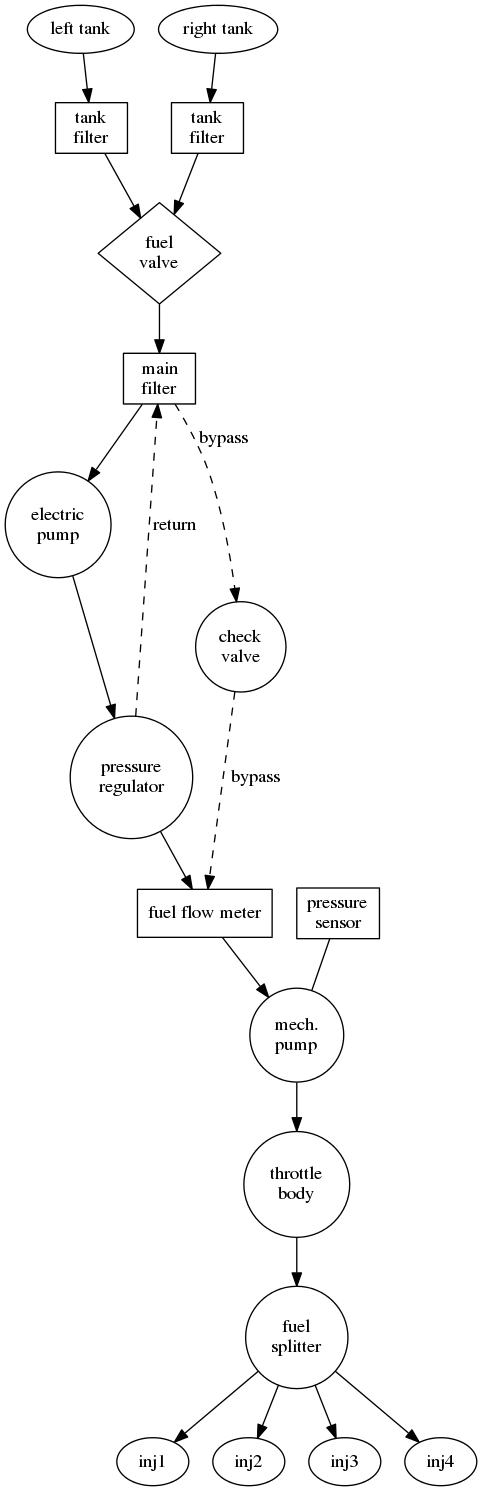 left tank
right tank
tank
filter
tank
filter
fuel
valve
main
filter
bypass
electric
pump
return
check
valve
pressure
regulator
bypass
fuel flow meter
pressure
sensor
mech.
pump
throttle
body
fuel
splitter
inj1
inj2
inj3
inj4